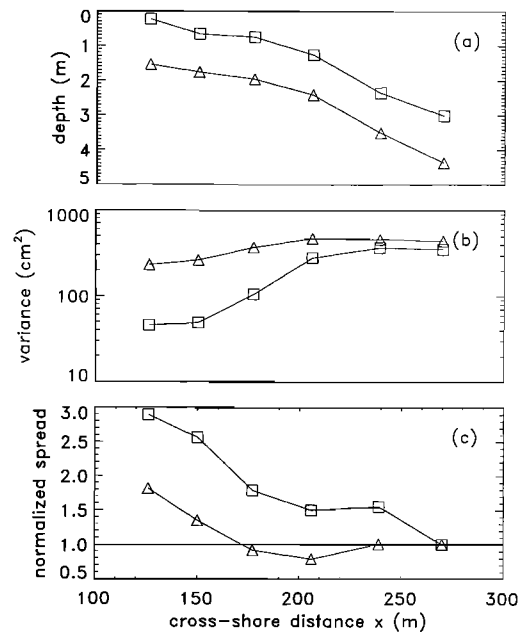 0
1
2
3
4
5
depth (m)
(a)
1000
100
10
variance (cm²)
(b)
3.0
2.5
2.0
1.5
1.0
0.5
normalized spread
(c)
100 150 200 250 300
cross-shore distance x (m)